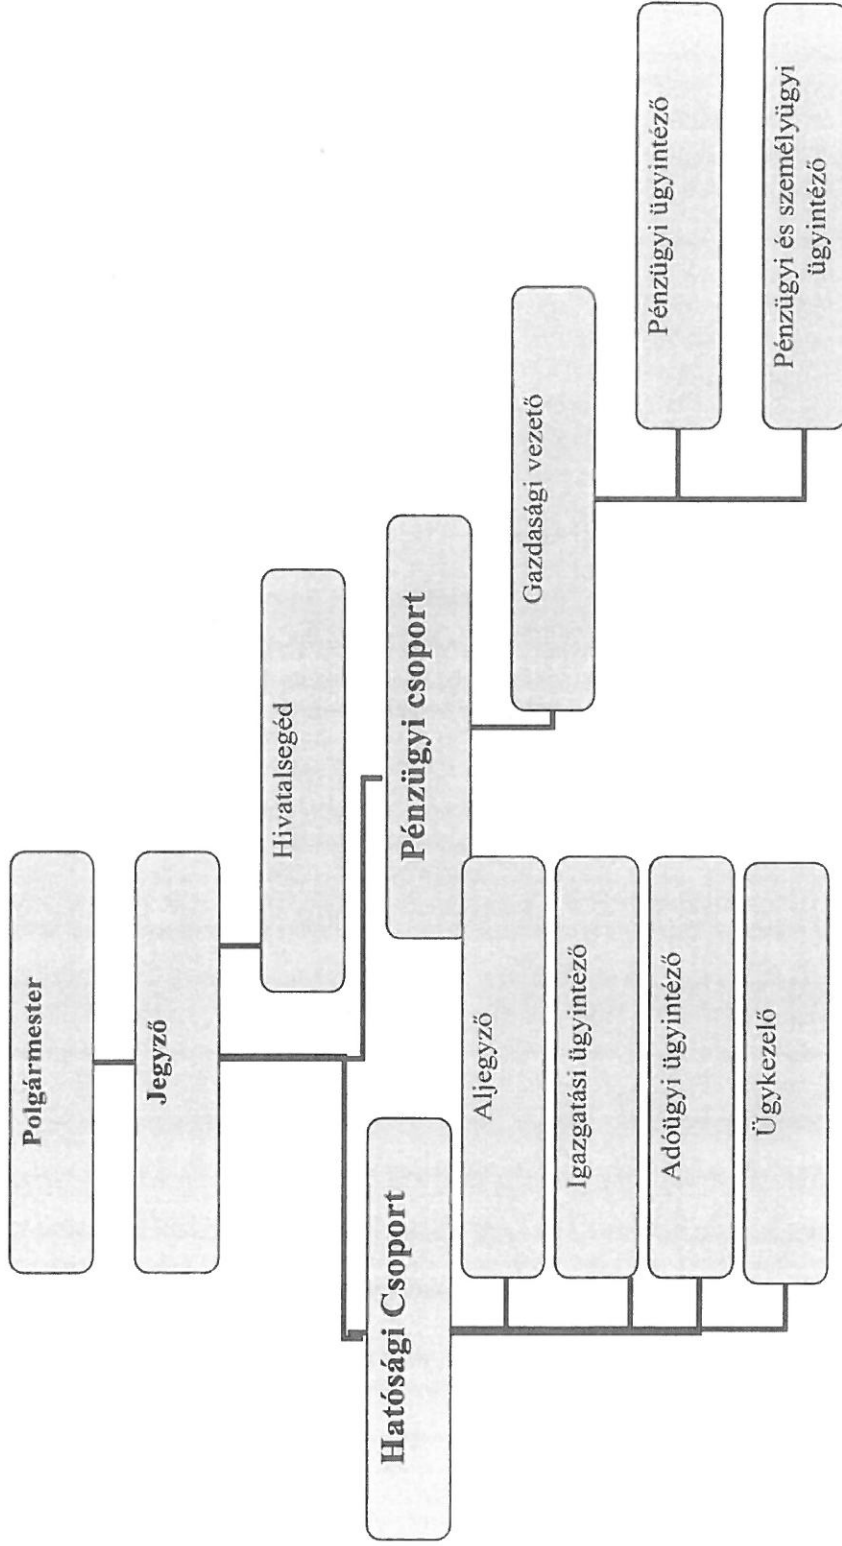 Polgármester
Jegyző
Hivatalsegéd
Hatósági Csoport
Pénzügyi csoport
Aljegyző
Igazgatási ügyintéző
Adóügyi ügyintéző
Ügykezelő
Gazdasági vezető
Pénzügyi ügyintéző
Pénzügyi és személyügyi
ügyintéző